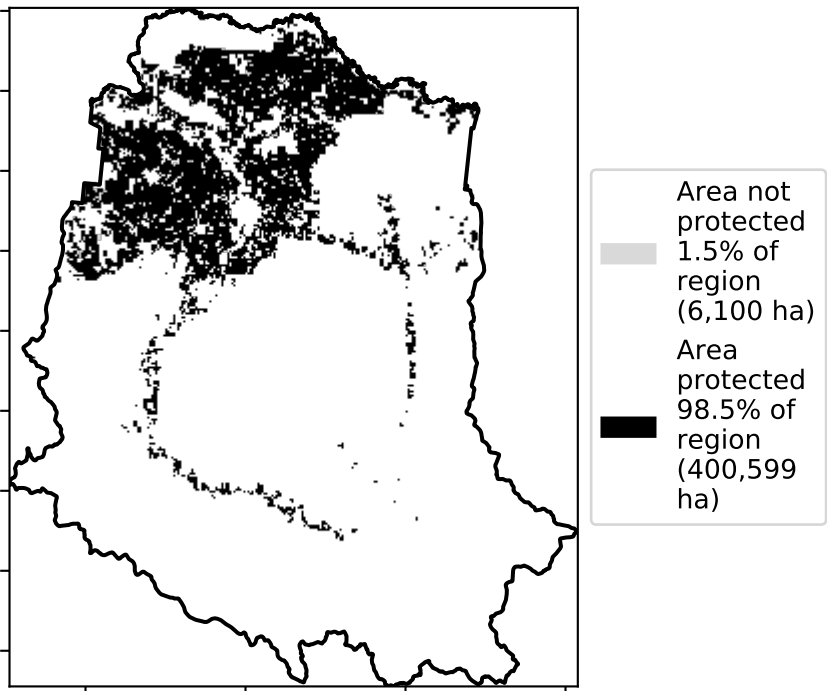 Area not
protected
1.5% of
region
(6,100 ha)
Area
protected
98.5% of
region
(400,599
ha)